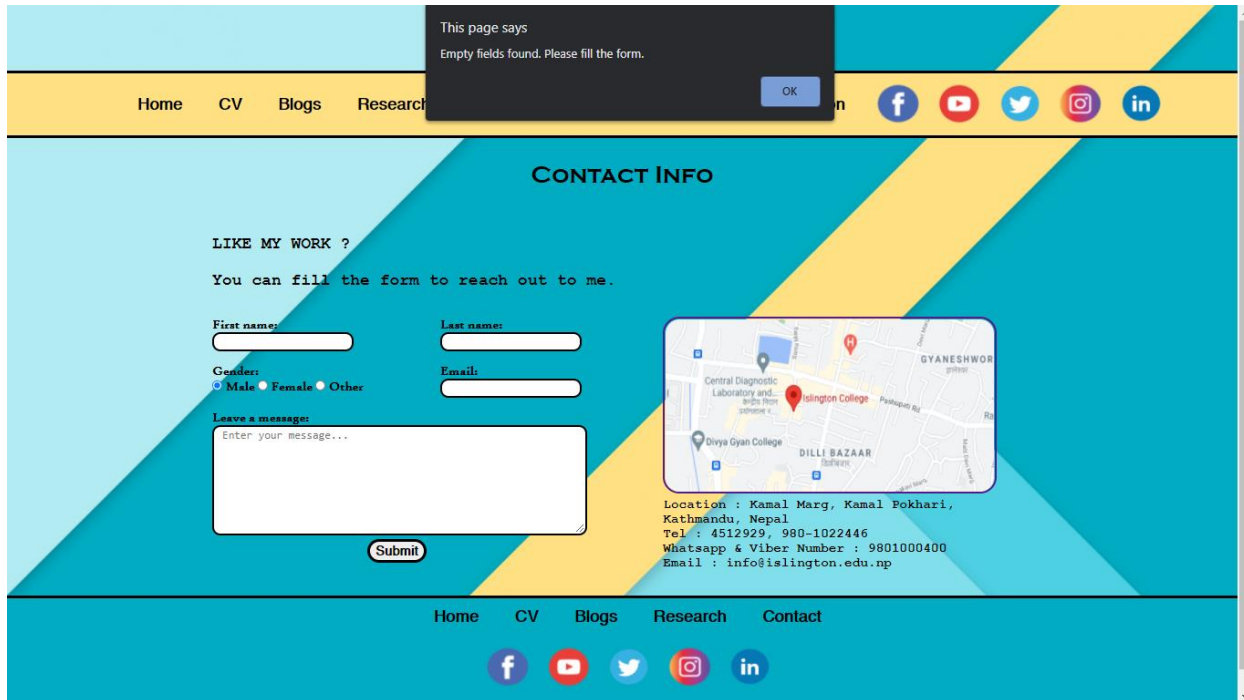 This page says
Empty fields found. Please fill the form.
OK
Home CV Blogs Research
CONTACT INFO
LIKE MY WORK ?
You can fill the form to reach out to me.
First name: Last name:
Gender: Email:
Male Female Other
Leave a message:
Enter your message...
Submit
GYANESHWOR
Central Diagnostic
Laboratory and...
Islington College
Pashupati Rd
Divya Gyan College
DILLI BAZAAR
Location : Kamal Marg, Kamal Pokhari,
Kathmandu, Nepal
Tel : 4512929, 980-1022446
Whatsapp & Viber Number : 9801000400
Email : info@islington.edu.np
Home CV Blogs Research Contact